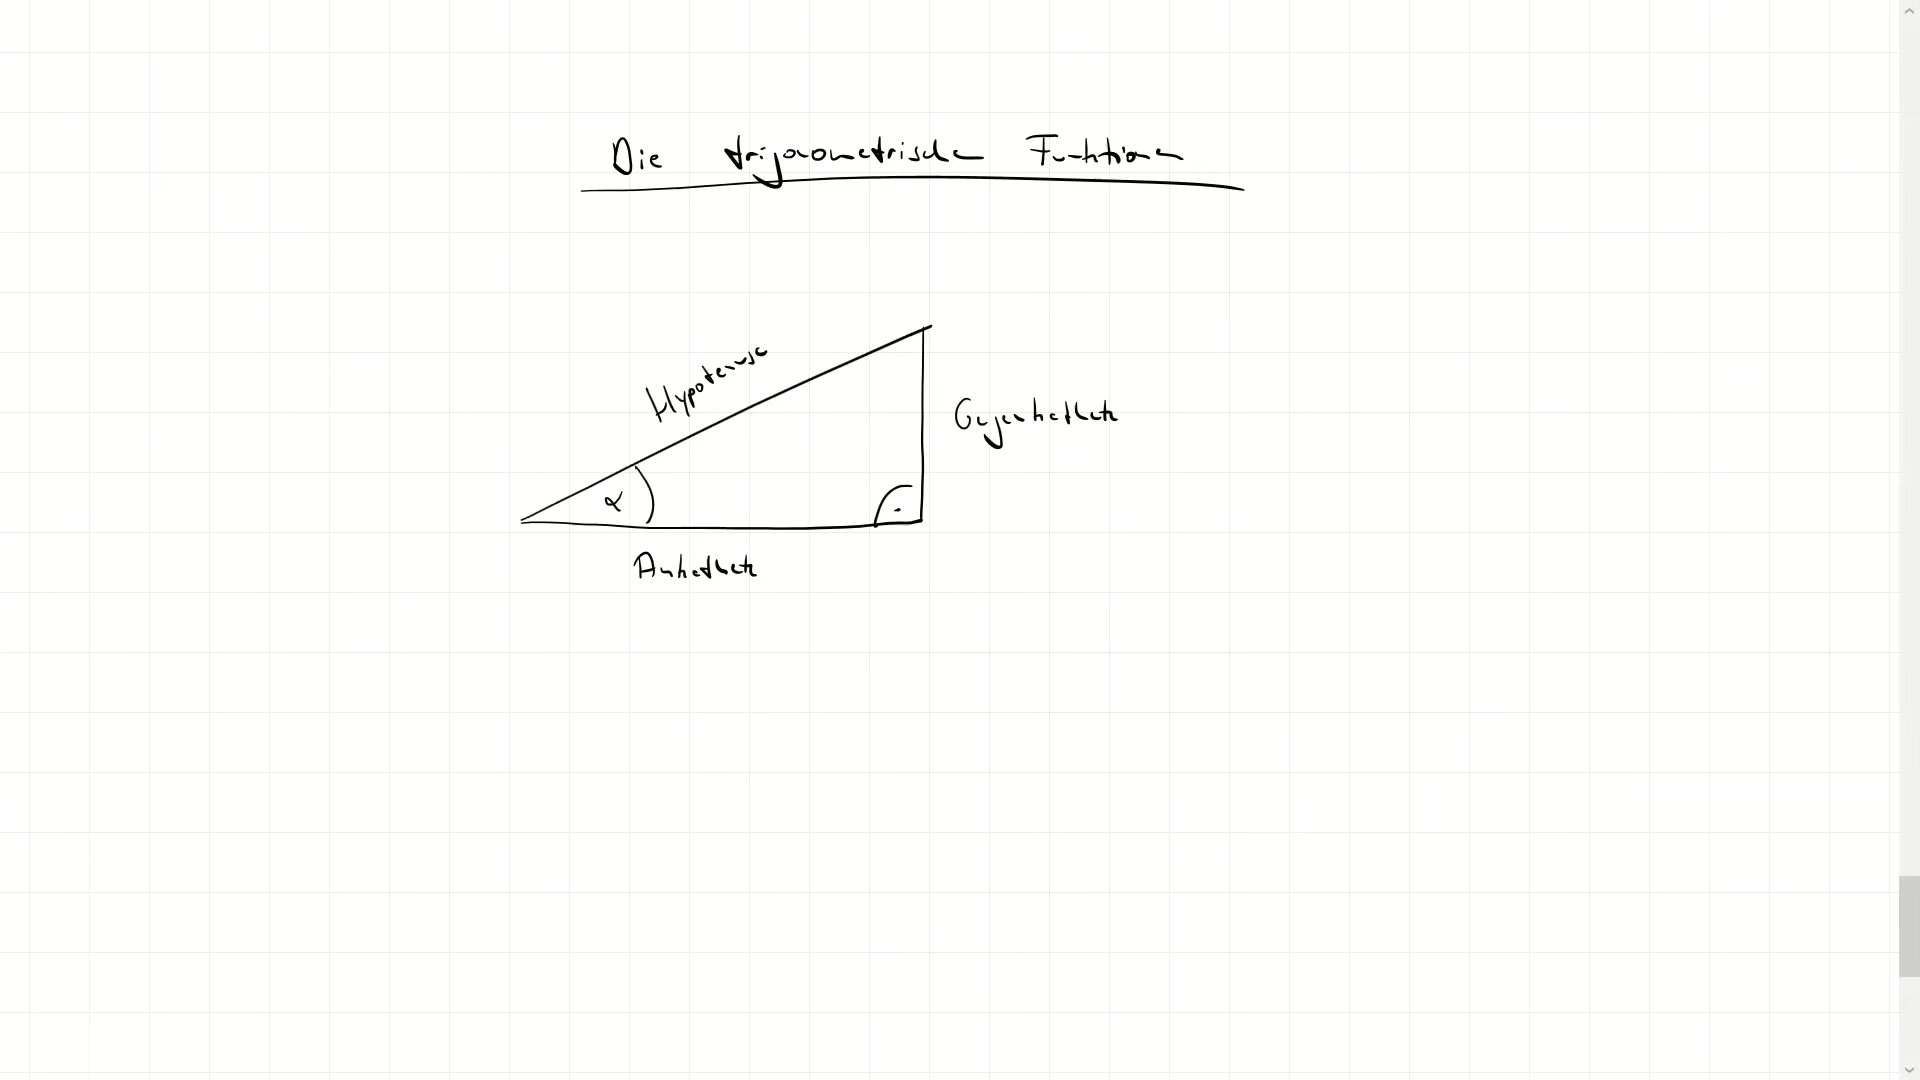 Die trigonometrische Funktionen
Hypotenuse
Gegenkathete
α
Ankathete